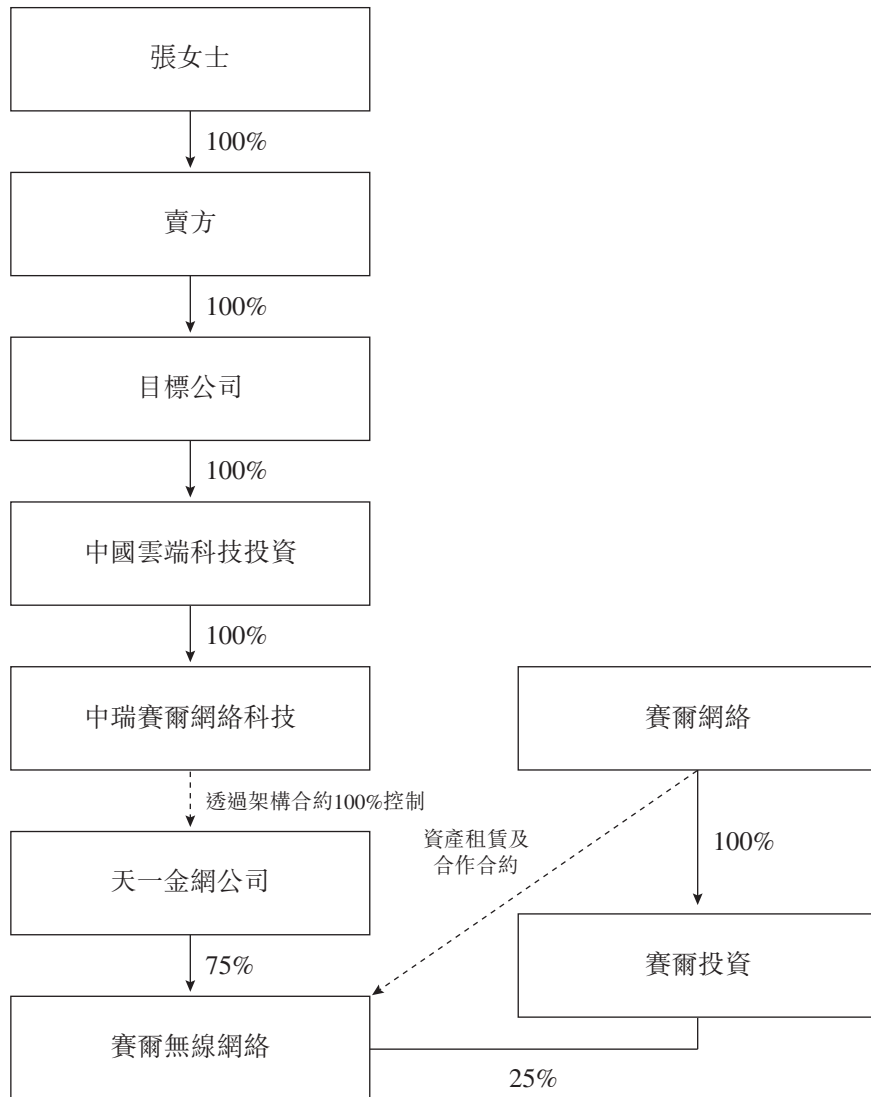 張女士
100%
賣方
100%
目標公司
100%
中國雲端科技投資
100%
中瑞賽爾網絡科技
賽爾網絡
透過架構合約100%控制
資產租賃及
合作合約
100%
天一金網公司
75%
賽爾投資
賽爾無線網絡
25%